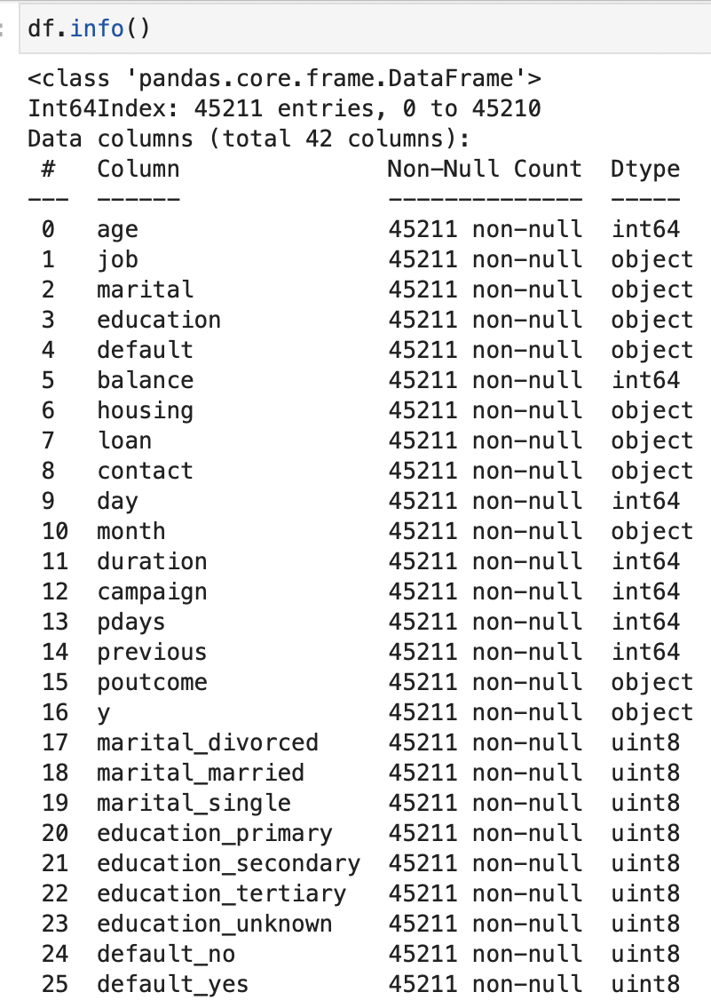 df.info()
<class 'pandas.core.frame.DataFrame'>
Int64Index: 45211 entries, 0 to 45210
Data columns (total 42 columns):
 #   Column               Non-Null Count  Dtype
---  ------               --------------  -----
 0   age                  45211 non-null  int64
 1   job                  45211 non-null  object
 2   marital              45211 non-null  object
 3   education            45211 non-null  object
 4   default              45211 non-null  object
 5   balance              45211 non-null  int64
 6   housing              45211 non-null  object
 7   loan                 45211 non-null  object
 8   contact              45211 non-null  object
 9   day                  45211 non-null  int64
 10  month                45211 non-null  object
 11  duration             45211 non-null  int64
 12  campaign             45211 non-null  int64
 13  pdays                45211 non-null  int64
 14  previous             45211 non-null  int64
 15  poutcome             45211 non-null  object
 16  y                    45211 non-null  object
 17  marital_divorced     45211 non-null  uint8
 18  marital_married      45211 non-null  uint8
 19  marital_single       45211 non-null  uint8
 20  education_primary    45211 non-null  uint8
 21  education_secondary  45211 non-null  uint8
 22  education_tertiary   45211 non-null  uint8
 23  education_unknown    45211 non-null  uint8
 24  default_no           45211 non-null  uint8
 25  default_yes          45211 non-null  uint8